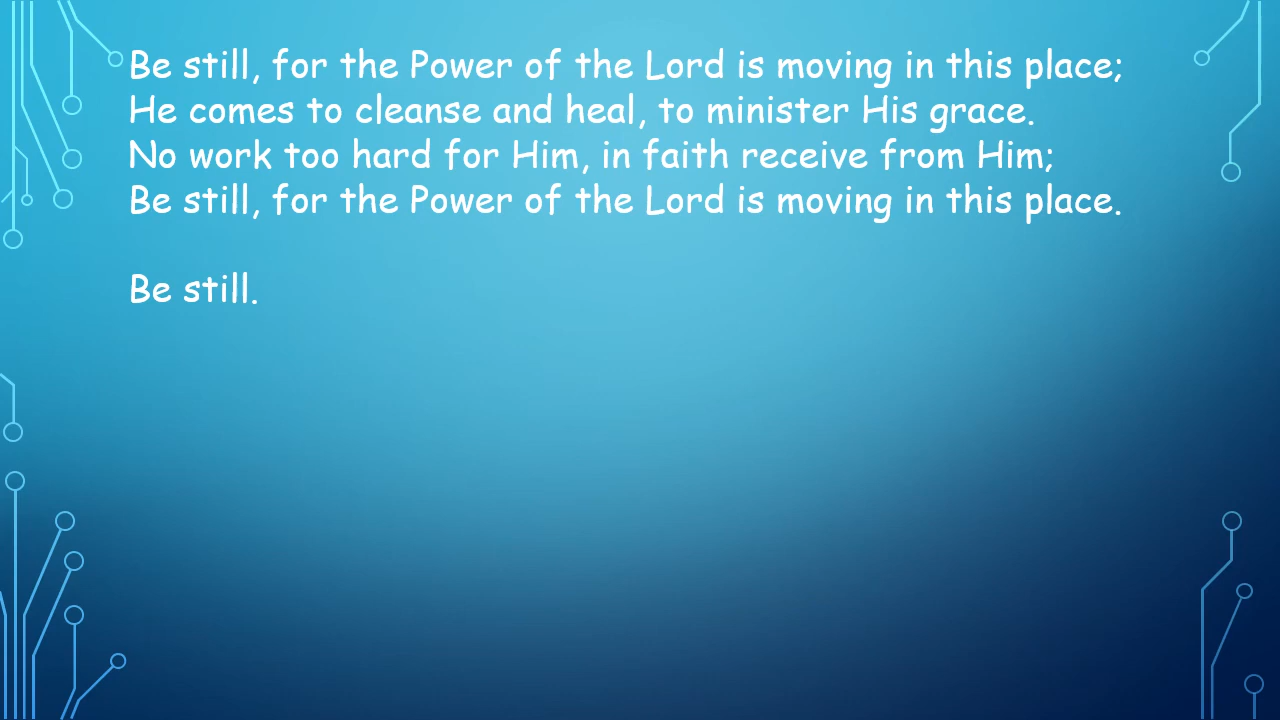 Be still, for the Power of the Lord is moving in this place;
He comes to cleanse and heal, to minister His grace.
No work too hard for Him, in faith receive from Him;
Be still, for the Power of the Lord is moving in this place.
Be still.